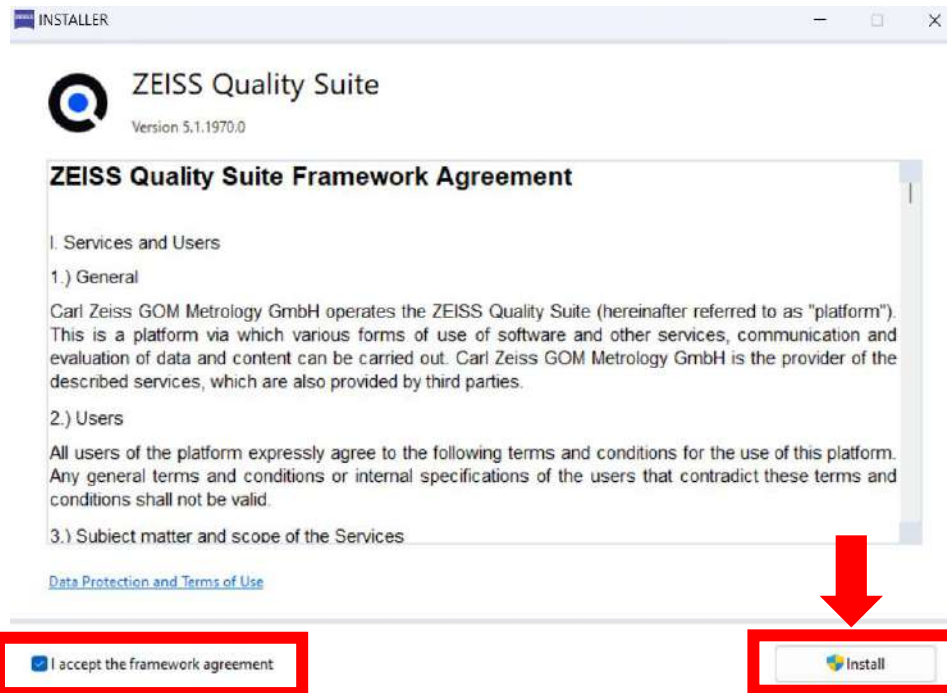 ZEISS INSTALLER
ZEISS Quality Suite
Version 5.1.1970.0
ZEISS Quality Suite Framework Agreement
I. Services and Users
1.) General
Carl Zeiss GOM Metrology GmbH operates the ZEISS Quality Suite (hereinafter referred to as "platform").
This is a platform via which various forms of use of software and other services, communication and
evaluation of data and content can be carried out. Carl Zeiss GOM Metrology GmbH is the provider of the
described services, which are also provided by third parties.
2.) Users
All users of the platform expressly agree to the following terms and conditions for the use of this platform.
Any general terms and conditions or internal specifications of the users that contradict these terms and
conditions shall not be valid.
3.) Subject matter and scope of the Services
Data Protection and Terms of Use
I accept the framework agreement
Install